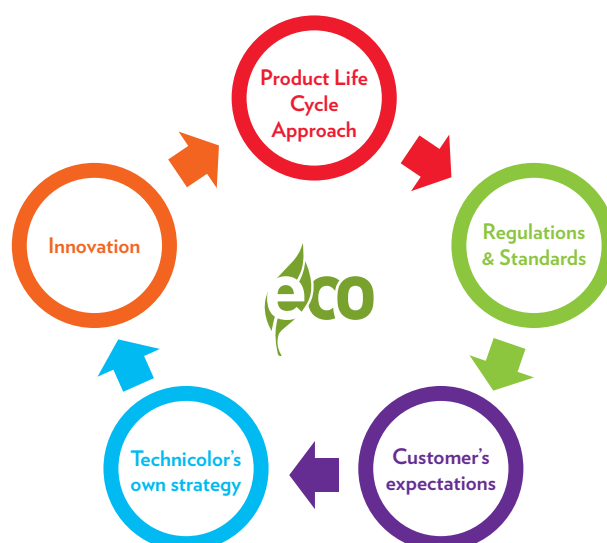 Product Life
Cycle
Approach
Regulations
& Standards
Customer's
expectations
Technicolor's
own strategy
Innovation
eco